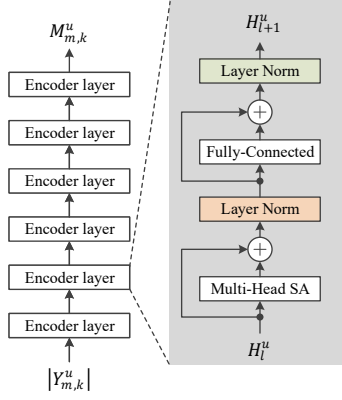 M^u_{m,k}
Encoder layer
Encoder layer
Encoder layer
Encoder layer
Encoder layer
Encoder layer
|Y^u_{m,k}|
H^u_{l+1}
Layer Norm
+
Fully-Connected
Layer Norm
+
Multi-Head SA
H^u_l